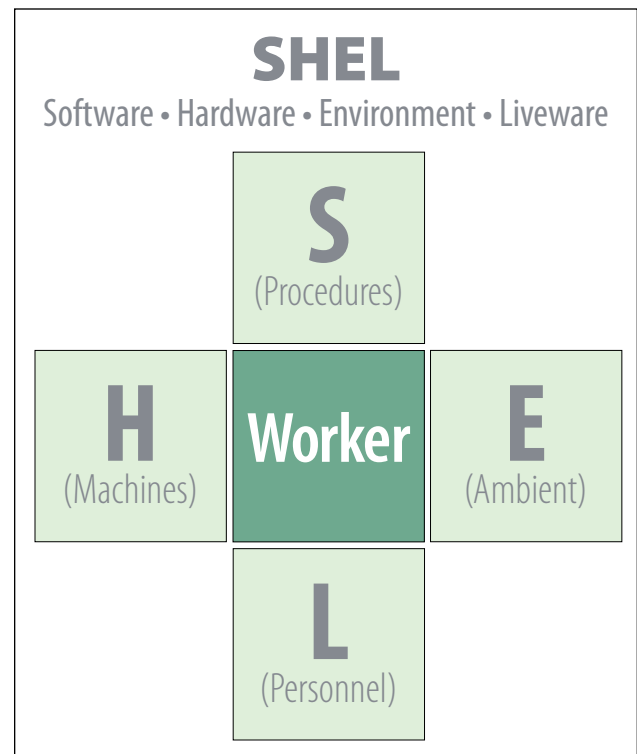 SHEL
Software • Hardware • Environment • Liveware
S
(Procedures)
H
(Machines)
Worker
E
(Ambient)
L
(Personnel)